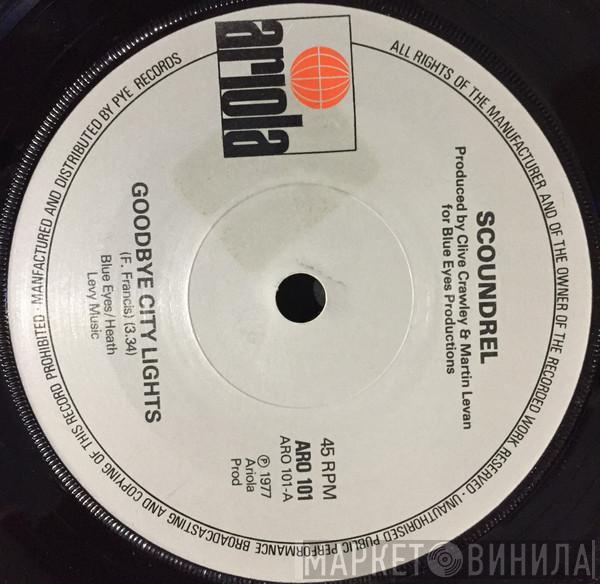 ariola
MANUFACTURED AND DISTRIBUTED BY PYE RECORDS · ALL RIGHTS OF THE MANUFACTURER AND OF THE OWNER OF THE RECORDED WORK RESERVED · UNAUTHORISED PUBLIC PERFORMANCE BROADCASTING AND COPYING OF THIS RECORD PROHIBITED ·
45 RPM
ARO 101
ARO 101-A
℗ 1977
Ariola
Prod
GOODBYE CITY LIGHTS
(F. Francis) (3.34)
Blue Eyes/Heath
Levy Music
SCOUNDREL
Produced by Clive Crawley & Martin Levan
for Blue Eyes Productions
МАРКЕТ ВИНИЛА